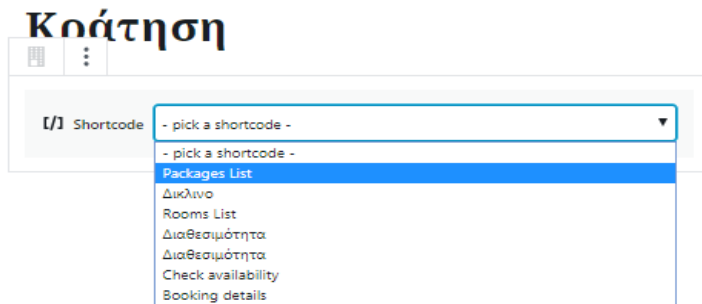 Κράτηση
[/] Shortcode - pick a shortcode -
- pick a shortcode -
Packages List
Δικλινο
Rooms List
Διαθεσιμότητα
Διαθεσιμότητα
Check availability
Booking details